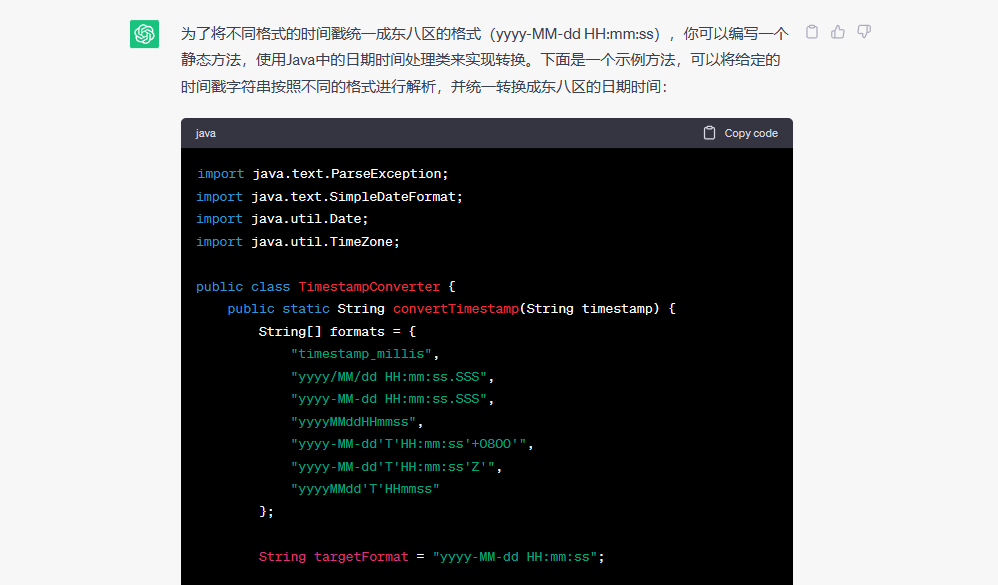 为了将不同格式的时间戳统一成东八区的格式（yyyy-MM-dd HH:mm:ss），你可以编写一个
静态方法，使用Java中的日期时间处理类来实现转换。下面是一个示例方法，可以将给定的
时间戳字符串按照不同的格式进行解析，并统一转换成东八区的日期时间：
java
Copy code
import java.text.ParseException;
import java.text.SimpleDateFormat;
import java.util.Date;
import java.util.TimeZone;
public class TimestampConverter {
public static String convertTimestamp(String timestamp) {
String[] formats = {
"timestamp_millis",
"yyyy/MM/dd HH:mm:ss.SSS",
"yyyy-MM-dd HH:mm:ss.SSS",
"yyyyMMddHHmmss",
"yyyy-MM-dd'T'HH:mm:ss'+0800'",
"yyyy-MM-dd'T'HH:mm:ss'Z'",
"yyyyMMdd'T'HHmmss"
};
String targetFormat = "yyyy-MM-dd HH:mm:ss";